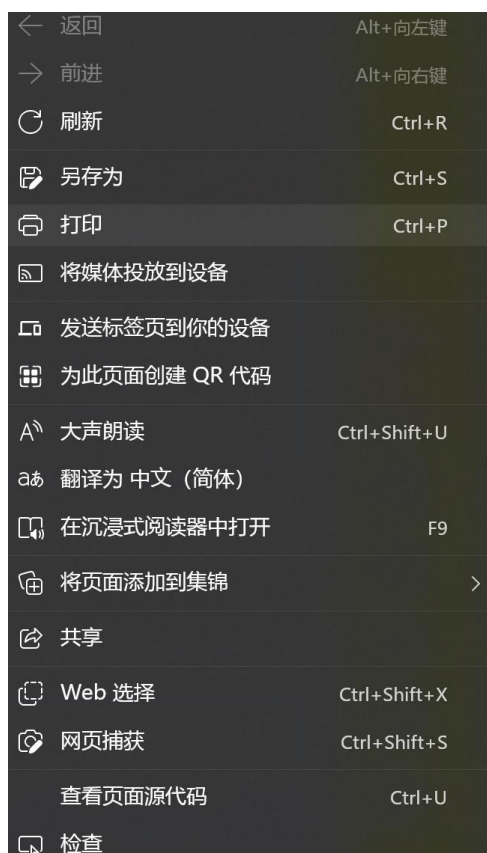 返回 Alt+向左键
前进 Alt+向右键
刷新 Ctrl+R
另存为 Ctrl+S
打印 Ctrl+P
将媒体投放到设备
发送标签页到你的设备
为此页面创建 QR 代码
大声朗读 Ctrl+Shift+U
aあ 翻译为 中文（简体）
在沉浸式阅读器中打开 F9
将页面添加到集锦
共享
Web 选择 Ctrl+Shift+X
网页捕获 Ctrl+Shift+S
查看页面源代码 Ctrl+U
检查